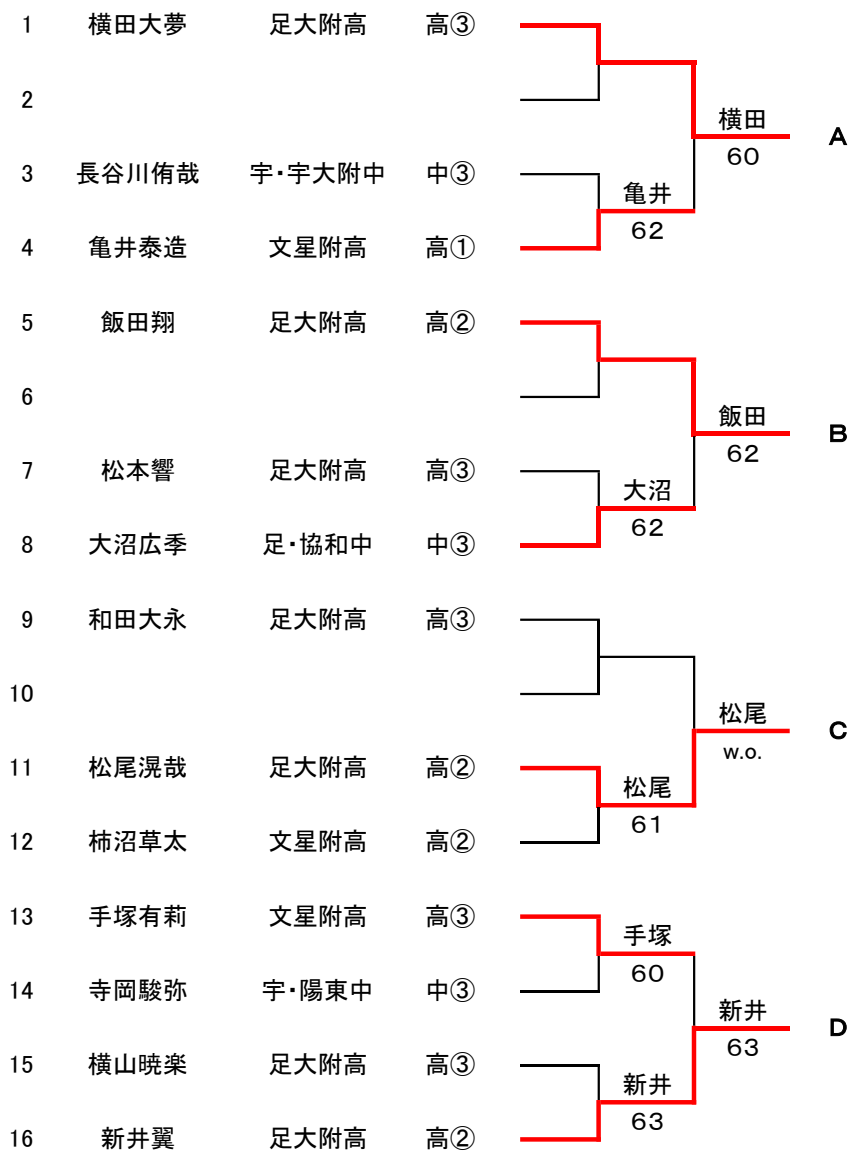 1 横田大夢 足大附高 高③
2
横田 A
60
3 長谷川侑哉 宇・宇大附中 中③
亀井
62
4 亀井泰造 文星附高 高①
5 飯田翔 足大附高 高②
6
飯田 B
62
7 松本響 足大附高 高③
大沼
62
8 大沼広季 足・協和中 中③
9 和田大永 足大附高 高③
10
松尾 C
w.o.
11 松尾滉哉 足大附高 高②
松尾
61
12 柿沼草太 文星附高 高②
13 手塚有莉 文星附高 高③
手塚
60
14 寺岡駿弥 宇・陽東中 中③
新井 D
63
15 横山暁楽 足大附高 高③
新井
63
16 新井翼 足大附高 高②